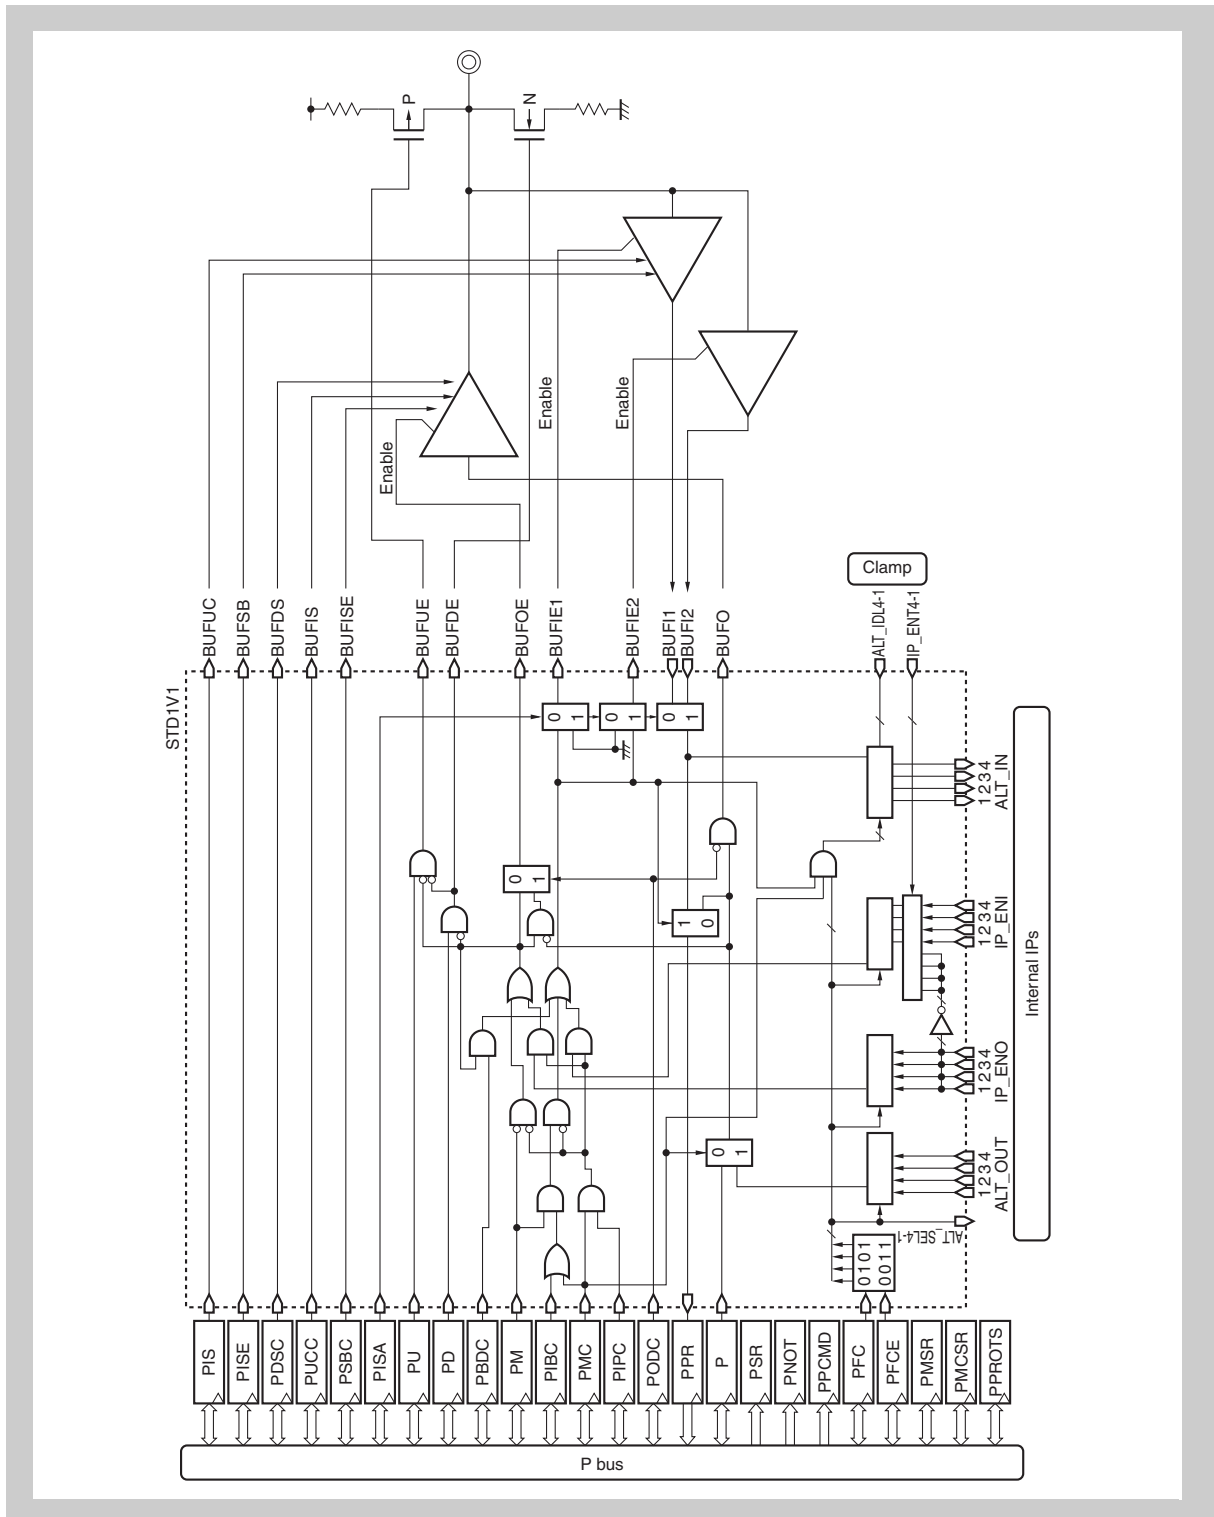 P
N
Enable
Enable
Enable
Clamp
BUFUC
BUFSB
BUFDS
BUFIS
BUFISE
BUFUE
BUFDE
BUFOE
BUFIE1
BUFIE2
BUFI1
BUFI2
BUFO
ALT_IDL4-1
IP_ENT4-1
STD1V1
0 1
0 1
0 1
0 1
1 0
0 1
1 2 3 4
ALT_IN
1 2 3 4
IP_ENI
1 2 3 4
IP_ENO
1 2 3 4
ALT_OUT
ALT_SEL4-1
0 1 0 1
0 0 1 1
Internal IPs
PIS
PISE
PDSC
PUCC
PSBC
PISA
PU
PD
PBDC
PM
PIBC
PMC
PIPC
PODC
PPR
P
PSR
PNOT
PPCMD
PFC
PFCE
PMSR
PMCSR
PPROTS
P bus